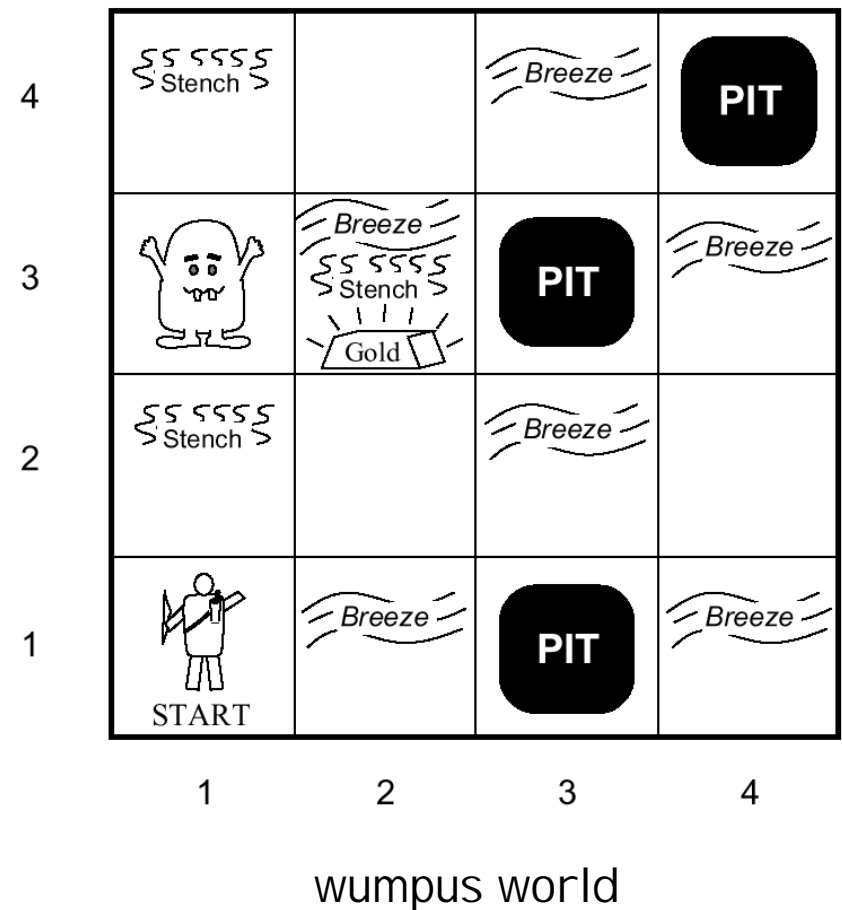 4
Stench
Breeze
PIT
3
Breeze
Stench
Gold
PIT
Breeze
2
Stench
Breeze
1
START
Breeze
PIT
Breeze
1 2 3 4
wumpus world